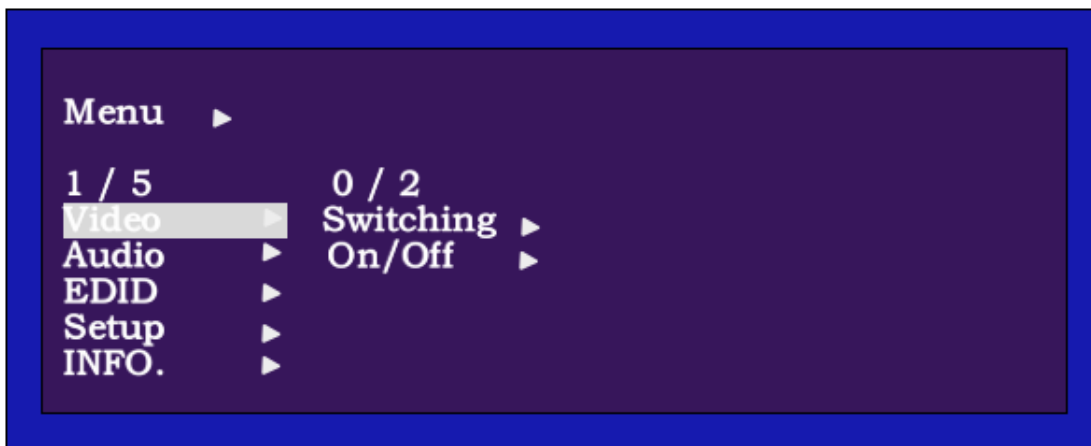 Menu ▶
1 / 5 0 / 2
Video ▶ Switching ▶
Audio ▶ On/Off ▶
EDID ▶
Setup ▶
INFO. ▶